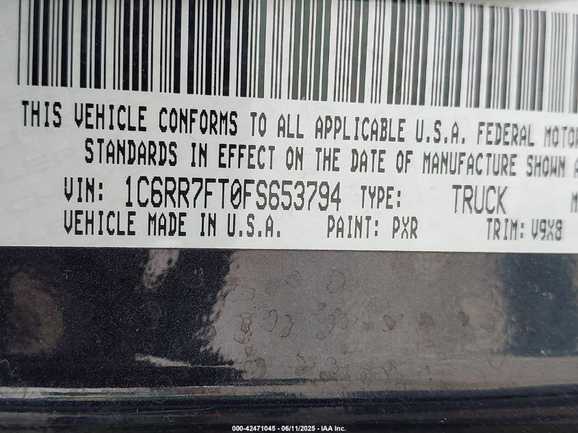 THIS VEHICLE CONFORMS TO ALL APPLICABLE U.S.A. FEDERAL MOTO
STANDARDS IN EFFECT ON THE DATE OF MANUFACTURE SHOWN A
VIN: 1C6RR7FT0FS653794 TYPE: TRUCK M
VEHICLE MADE IN U.S.A. PAINT: PXR TRIM: V9X8
000-42471045 - 06/11/2025 - IAA Inc.